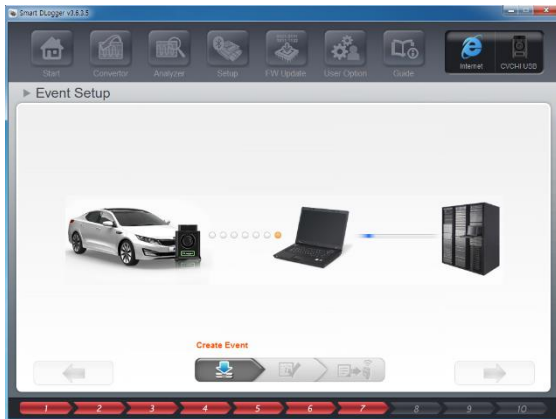 Smart DLogger v3.6.3.5
Start Convertor Analyzer Setup F/W Update User Option Guide Internet CVCHI USB
Event Setup
Create Event
1 2 3 4 5 6 7 8 9 10